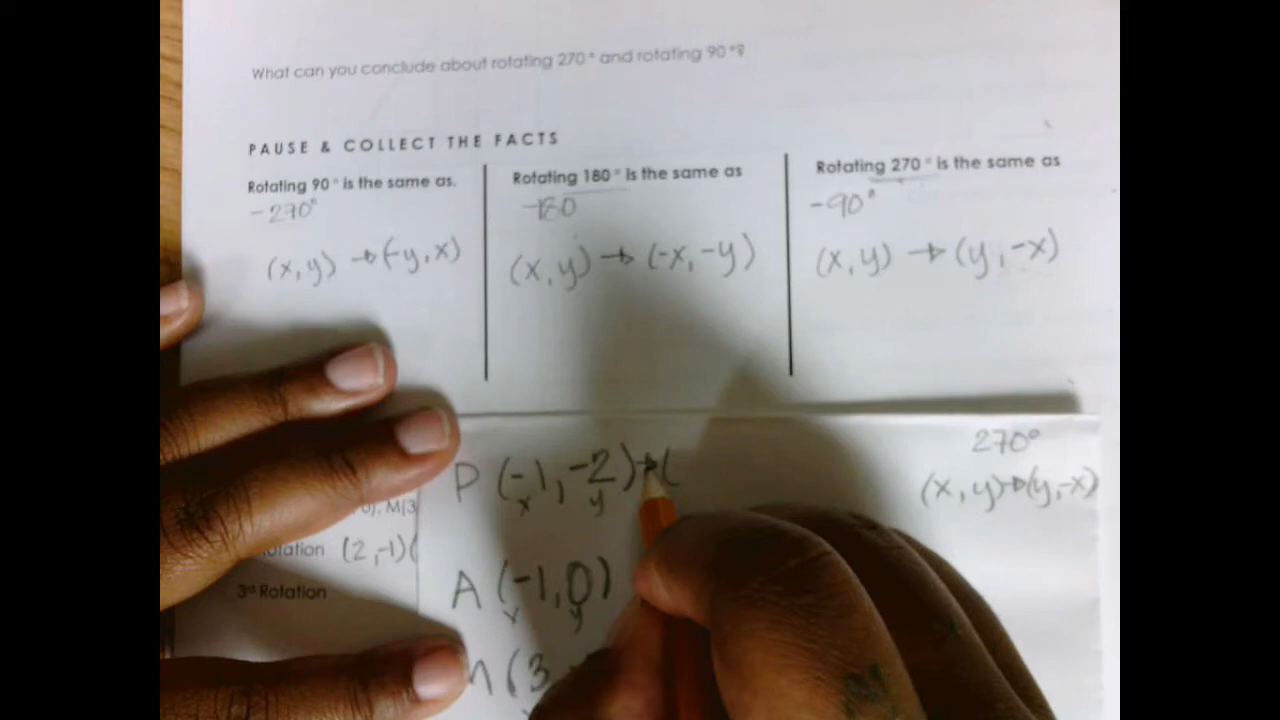 What can you conclude about rotating 270° and rotating 90°?
PAUSE & COLLECT THE FACTS
Rotating 90° is the same as.
-270°
(x,y) → (-y,x)
Rotating 180° is the same as
-180
(x,y) → (-x,-y)
Rotating 270° is the same as
-90°
(x,y) → (y,-x)
270°
(x,y) → (y,-x)
P (-1,-2) → (
x y
A (-1,0)
x y
(3
M(3
(2,-1)(
3rd Rotation